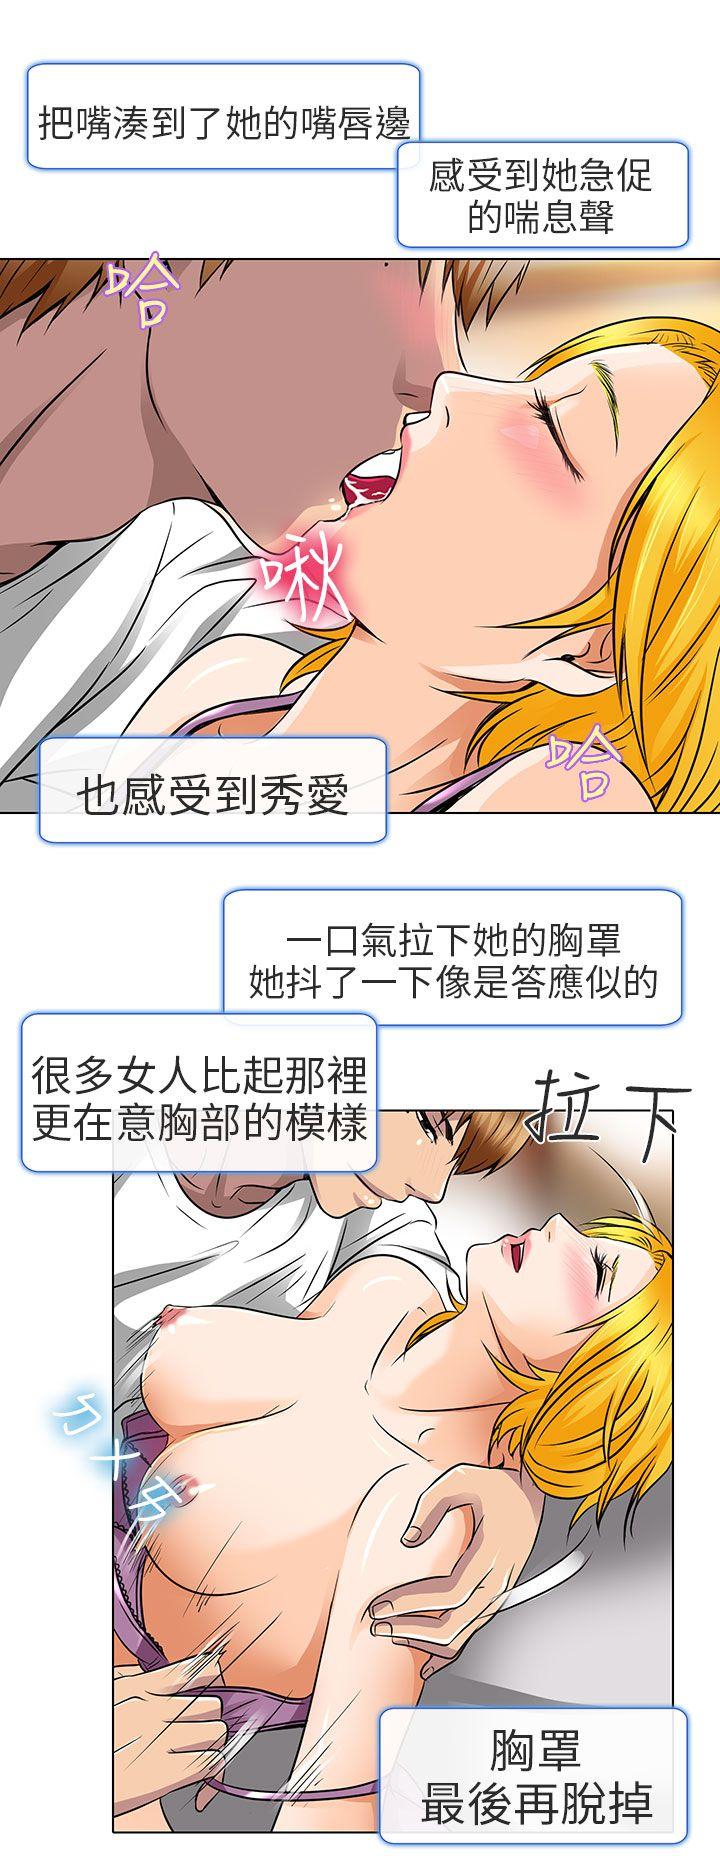 把嘴湊到了她的嘴唇邊
感受到她急促
的喘息聲
哈
啾
哈
也感受到秀愛
一口氣拉下她的胸罩
她抖了一下像是答應似的
很多女人比起那裡
更在意胸部的模樣
拉下
ㄉㄨㄞ
胸罩
最後再脫掉